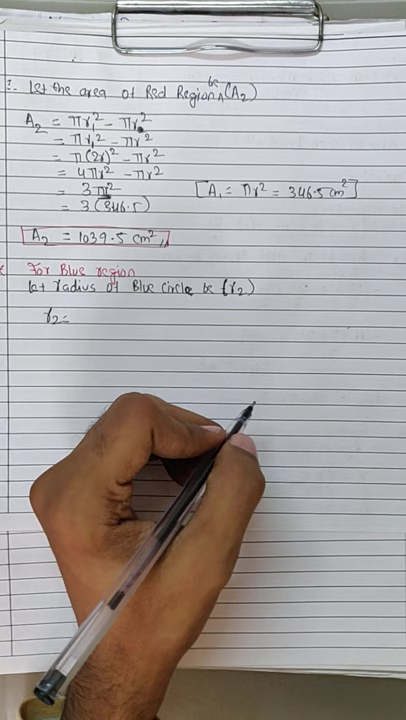 :. Let the area of Red Region be (A₂)
A₂ = πr₁² - πr²
= πr₁² - πr²
= π(2r)² - πr²
= 4πr² - πr²
= 3πr² [A₁ = πr² = 346.5 cm²]
= 3(346.5)
A₂ = 1039.5 cm²
For Blue region
let radius of Blue Circle be (r₂)
r₂=